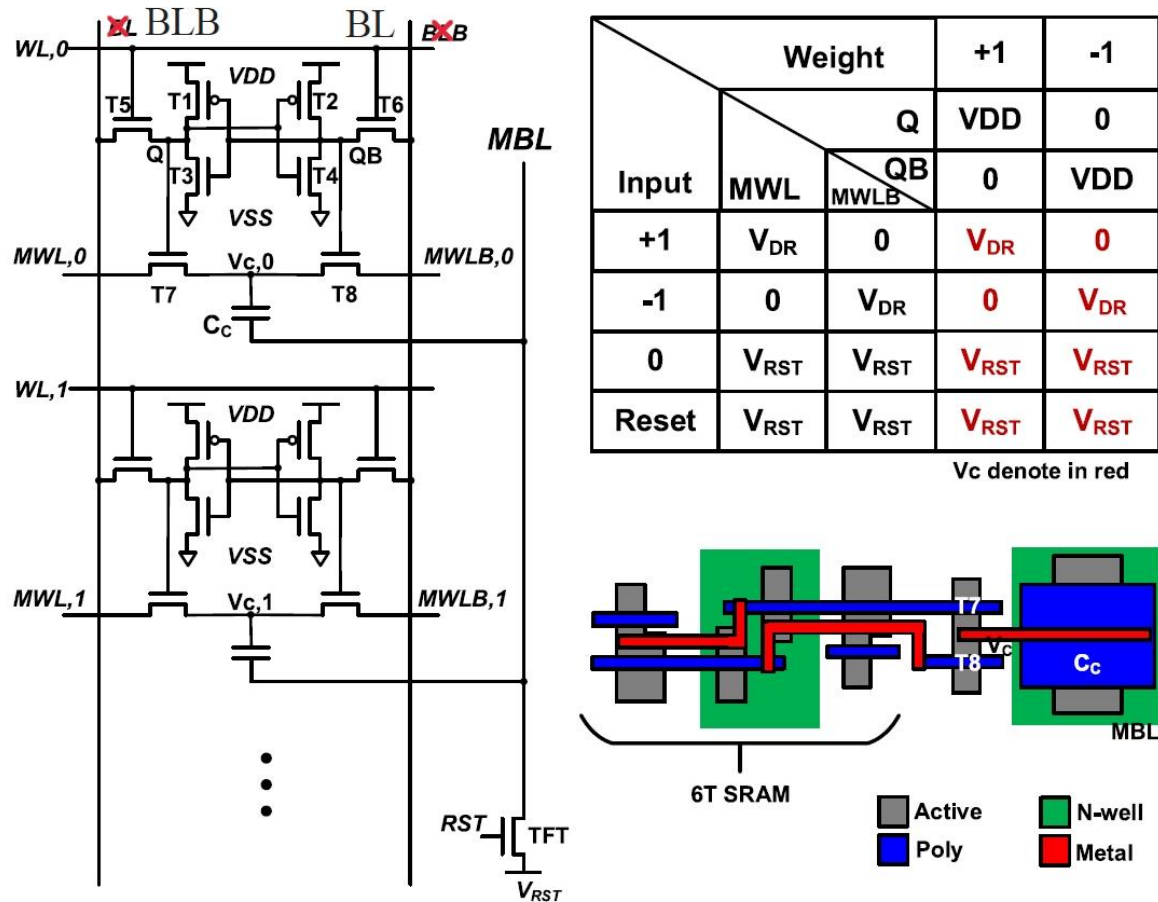 BL BLB BL BLB
WL,0
VDD
T1 T2
T5 T6
Q QB
T3 T4
VSS
MBL
MWL,0 Vc,0 MWLB,0
T7 T8
Cc
WL,1
VDD
VSS
MWL,1 Vc,1 MWLB,1
RST TFT
VRST
Weight +1 -1
Q VDD 0
Input MWL MWLB QB 0 VDD
+1 VDR 0 VDR 0
-1 0 VDR 0 VDR
0 VRST VRST VRST VRST
Reset VRST VRST VRST VRST
Vc denote in red
T7
Vc
T8 Cc
MBL
6T SRAM
Active N-well
Poly Metal